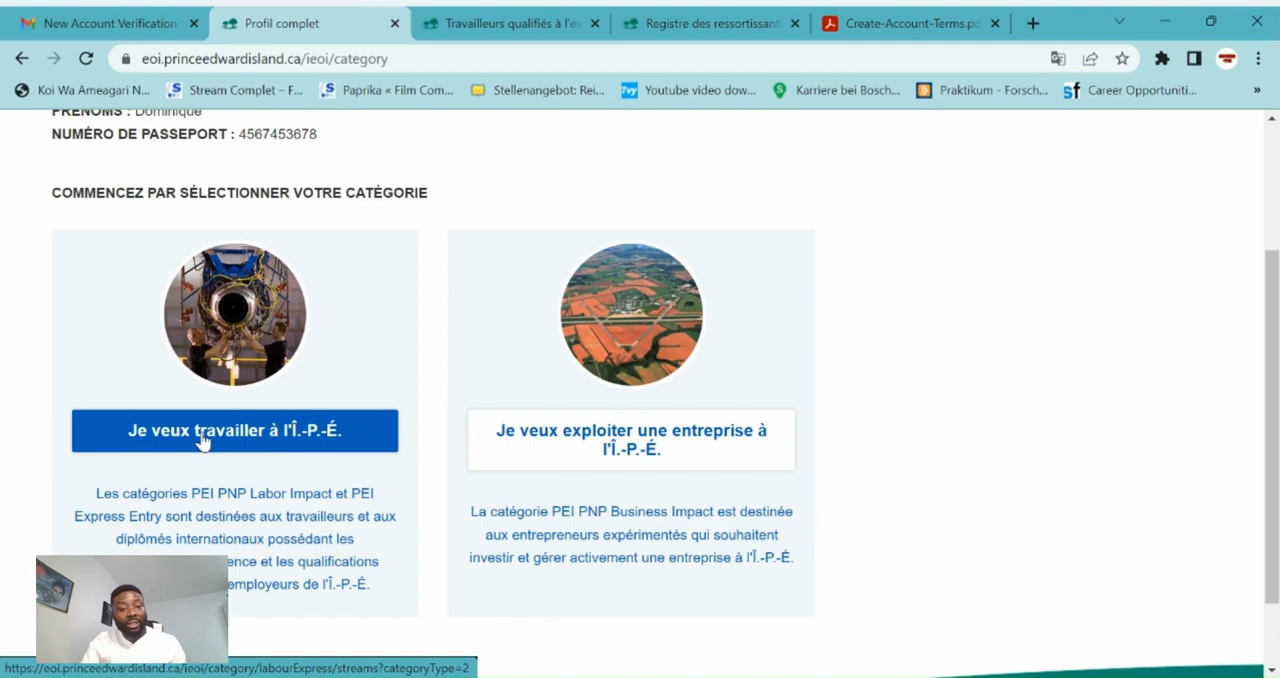 New Account Verification
Profil complet
Travailleurs qualifiés à l'ex
Registre des ressortissant
Create-Account-Terms.pd
eoi.princeedwardisland.ca/ieoi/category
Koi Wa Ameagari N...
Stream Complet – F...
Paprika « Film Com...
Stellenangebot: Rei...
Youtube video dow...
Karriere bei Bosch...
Praktikum - Forsch...
Career Opportuniti...
»
PRÉNOMS : Dominique
NUMÉRO DE PASSEPORT : 4567453678
COMMENCEZ PAR SÉLECTIONNER VOTRE CATÉGORIE
Je veux travailler à l'Î.-P.-É.
Les catégories PEI PNP Labor Impact et PEI
Express Entry sont destinées aux travailleurs et aux
diplômés internationaux possédant les
ence et les qualifications
employeurs de l'Î.-P.-É.
Je veux exploiter une entreprise à
l'Î.-P.-É.
La catégorie PEI PNP Business Impact est destinée
aux entrepreneurs expérimentés qui souhaitent
investir et gérer activement une entreprise à l'Î.-P.-É.
https://eoi.princeedwardisland.ca/ieoi/category/labourExpress/streams?categoryType=2